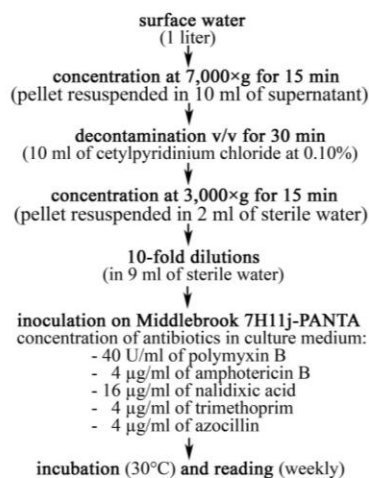 surface water
(1 liter)
concentration at 7,000×g for 15 min
(pellet resuspended in 10 ml of supernatant)
decontamination v/v for 30 min
(10 ml of cetylpyridinium chloride at 0.10%)
concentration at 3,000×g for 15 min
(pellet resuspended in 2 ml of sterile water)
10-fold dilutions
(in 9 ml of sterile water)
inoculation on Middlebrook 7H11j-PANTA
concentration of antibiotics in culture medium:
- 40 U/ml of polymyxin B
- 4 µg/ml of amphotericin B
- 16 µg/ml of nalidixic acid
- 4 µg/ml of trimethoprim
- 4 µg/ml of azocillin
incubation (30°C) and reading (weekly)